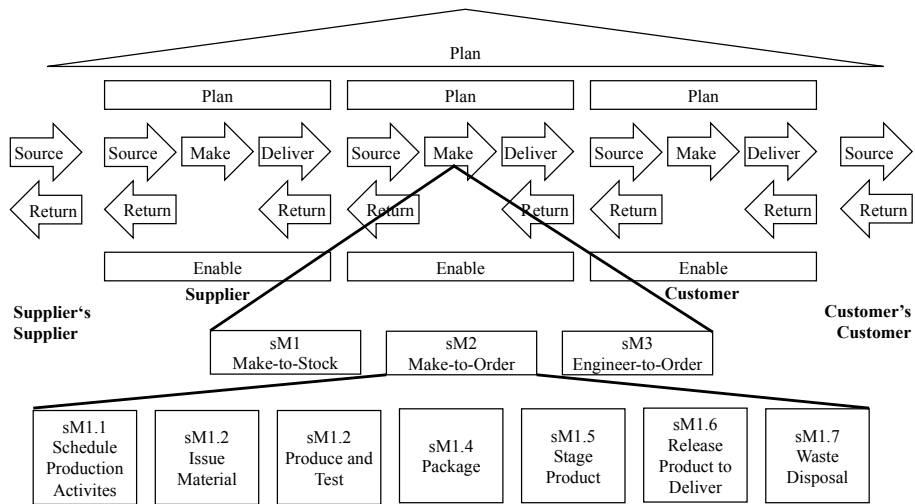 Plan
Plan Plan Plan
Source Source Make Deliver Source Make Deliver Source Make Deliver Source
Return Return Return Return Return Return Return Return
Enable Enable Enable
Supplier Customer
Supplier‘s
Supplier
Customer’s
Customer
sM1
Make-to-Stock
sM2
Make-to-Order
sM3
Engineer-to-Order
sM1.1
Schedule
Production
Activites
sM1.2
Issue
Material
sM1.2
Produce and
Test
sM1.4
Package
sM1.5
Stage
Product
sM1.6
Release
Product to
Deliver
sM1.7
Waste
Disposal